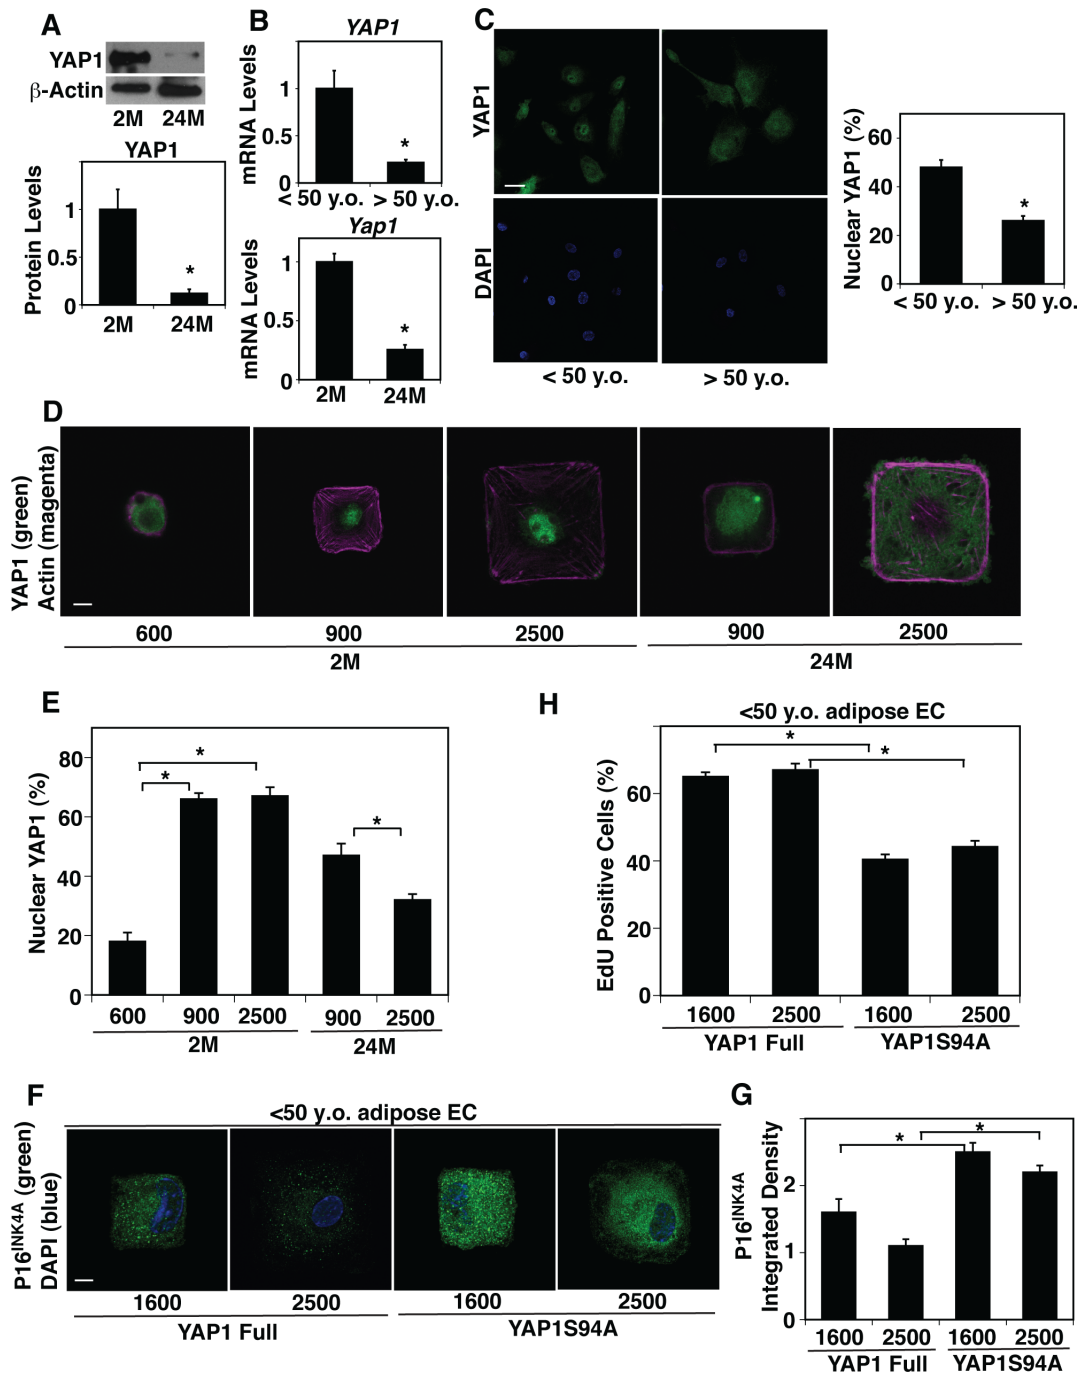 A
YAP1
β-Actin
2M 24M
YAP1
Protein Levels
1
0.5
0
*
2M 24M
B
YAP1
mRNA Levels
1
0.5
0
*
< 50 y.o. > 50 y.o.
Yap1
mRNA Levels
1
0.5
0
*
2M 24M
C
YAP1
DAPI
< 50 y.o. > 50 y.o.
Nuclear YAP1 (%)
60
40
20
0
*
< 50 y.o. > 50 y.o.
D
YAP1 (green)
Actin (magenta)
600 900 2500 900 2500
2M 24M
E
Nuclear YAP1 (%)
80
60
40
20
0
*
*
*
600 900 2500 900 2500
2M 24M
H
<50 y.o. adipose EC
EdU Positive Cells (%)
60
40
20
0
*
*
1600 2500 1600 2500
YAP1 Full YAP1S94A
F
<50 y.o. adipose EC
P16INK4A (green)
DAPI (blue)
1600 2500 1600 2500
YAP1 Full YAP1S94A
G
P16INK4A
Integrated Density
2
1
0
*
*
1600 2500 1600 2500
YAP1 Full YAP1S94A